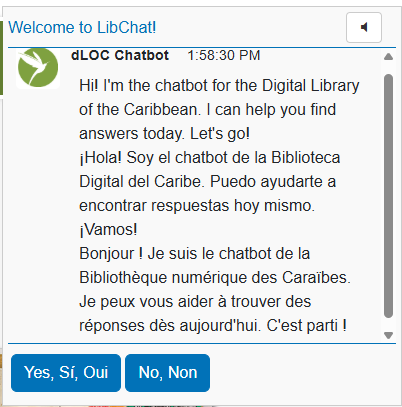 Welcome to LibChat!
dLOC Chatbot 1:58:30 PM
Hi! I'm the chatbot for the Digital Library
of the Caribbean. I can help you find
answers today. Let's go!
¡Hola! Soy el chatbot de la Biblioteca
Digital del Caribe. Puedo ayudarte a
encontrar respuestas hoy mismo.
¡Vamos!
Bonjour ! Je suis le chatbot de la
Bibliothèque numérique des Caraïbes.
Je peux vous aider à trouver des
réponses dès aujourd'hui. C'est parti !
Yes, Sí, Oui No, Non